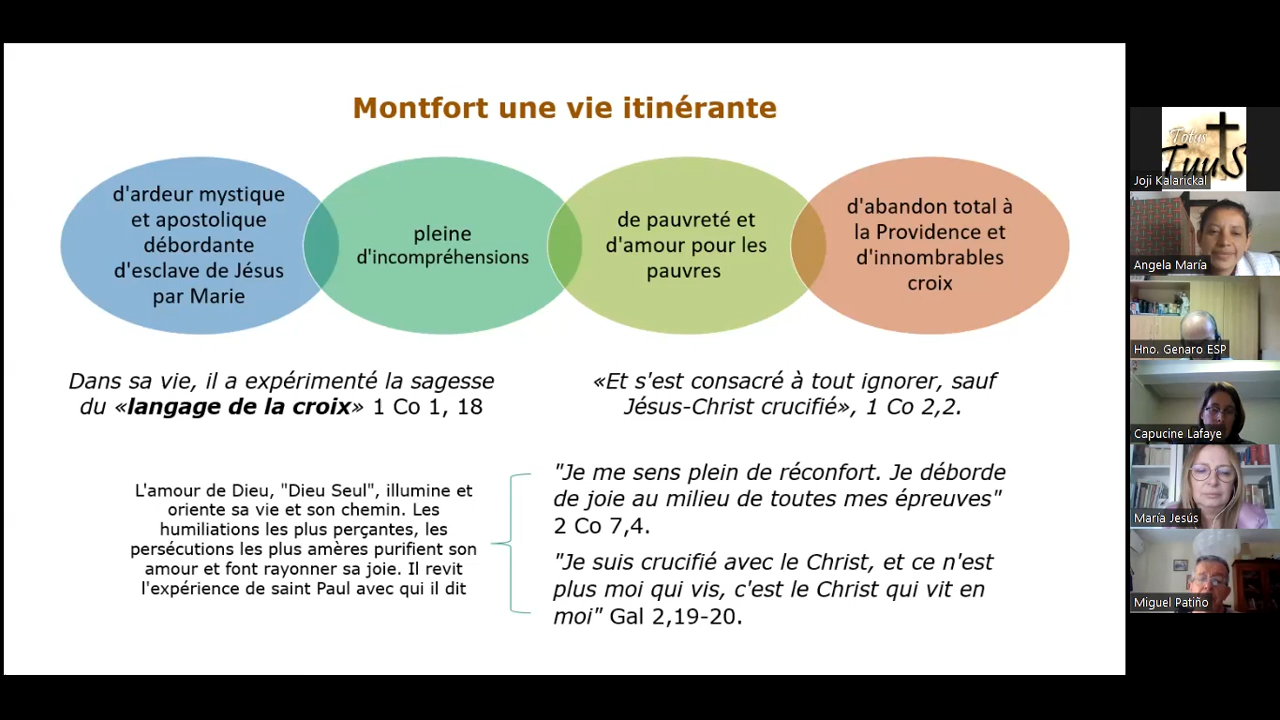 Montfort une vie itinérante
d'ardeur mystique
et apostolique
débordante
d'esclave de Jésus
par Marie
pleine
d'incompréhensions
de pauvreté et
d'amour pour les
pauvres
d'abandon total à
la Providence et
d'innombrables
croix
Dans sa vie, il a expérimenté la sagesse
du «langage de la croix» 1 Co 1, 18
«Et s'est consacré à tout ignorer, sauf
Jésus-Christ crucifié», 1 Co 2,2.
L'amour de Dieu, "Dieu Seul", illumine et
oriente sa vie et son chemin. Les
humiliations les plus perçantes, les
persécutions les plus amères purifient son
amour et font rayonner sa joie. Il revit
l'expérience de saint Paul avec qui il dit
"Je me sens plein de réconfort. Je déborde
de joie au milieu de toutes mes épreuves"
2 Co 7,4.
"Je suis crucifié avec le Christ, et ce n'est
plus moi qui vis, c'est le Christ qui vit en
moi" Gal 2,19-20.
Totus
Tuus
Joji Kalarickal
Angela María
Hno. Genaro ESP
Capucine Lafaye
María Jesús
Miguel Patiño